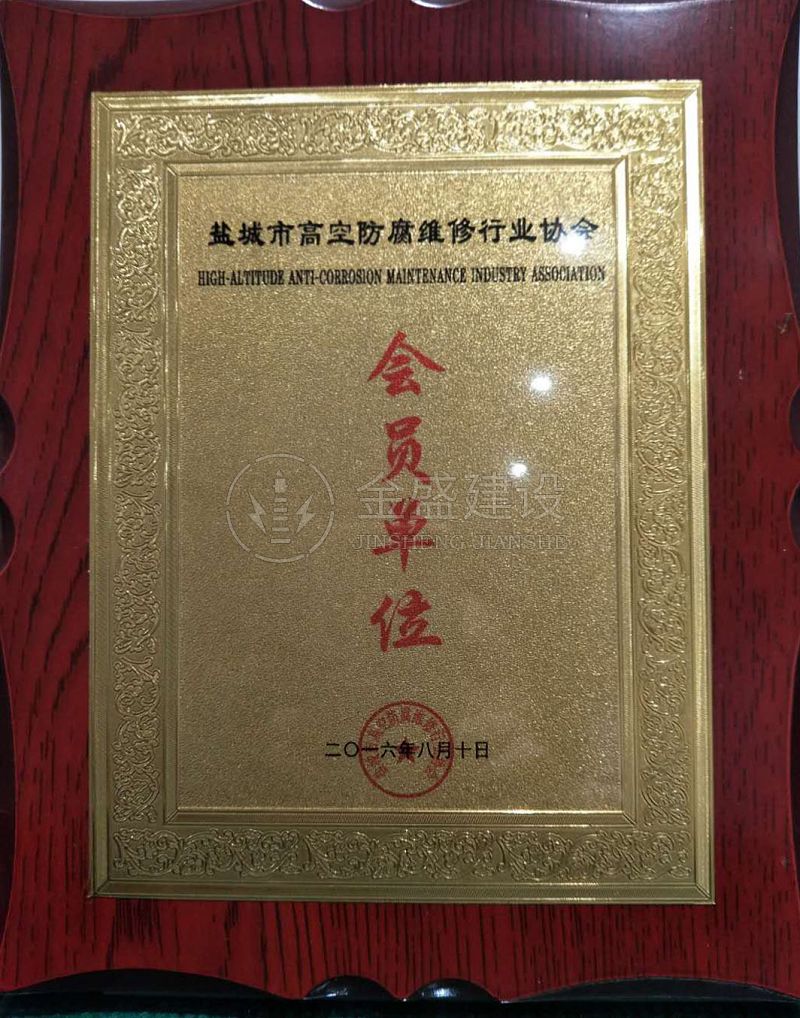 盐城市高空防腐维修行业协会
HIGH-ALTITUDE ANTI-CORROSION MAINTENANCE INDUSTRY ASSOCIATION
会员单位
金盛建设
JINSHENG JIANSHE
二〇一六年八月十日